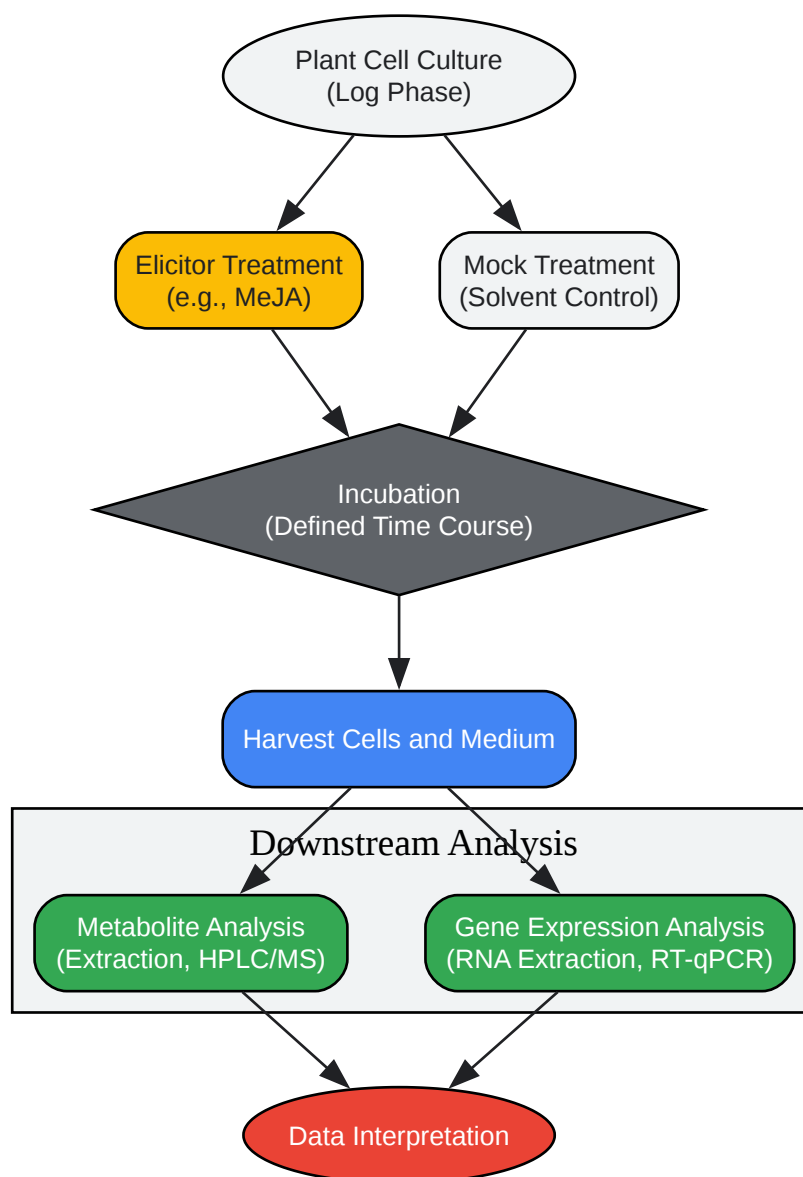 Plant Cell Culture
(Log Phase)
Elicitor Treatment
(e.g., MeJA)
Mock Treatment
(Solvent Control)
Incubation
(Defined Time Course)
Harvest Cells and Medium
Downstream Analysis
Metabolite Analysis
(Extraction, HPLC/MS)
Gene Expression Analysis
(RNA Extraction, RT-qPCR)
Data Interpretation